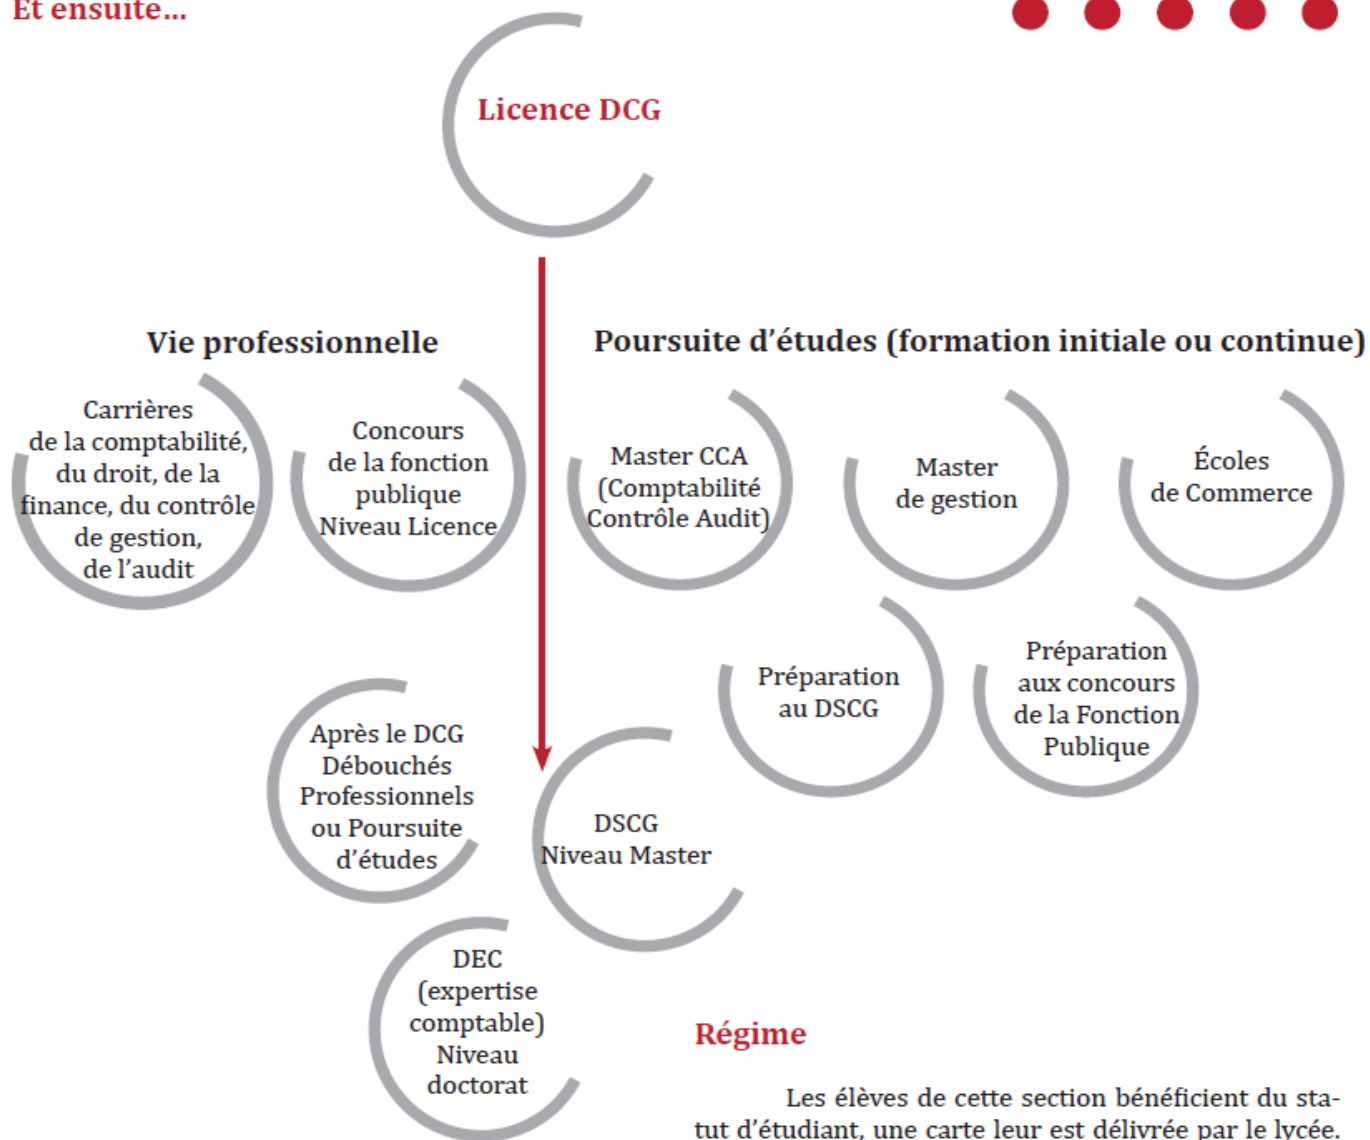 Et ensuite...
Licence DCG
Vie professionnelle
Poursuite d'études (formation initiale ou continue)
Carrières
de la comptabilité,
du droit, de la
finance, du contrôle
de gestion,
de l'audit
Concours
de la fonction
publique
Niveau Licence
Master CCA
(Comptabilité
Contrôle Audit)
Master
de gestion
Écoles
de Commerce
Préparation
au DSCG
Préparation
aux concours
de la Fonction
Publique
Après le DCG
Débouchés
Professionnels
ou Poursuite
d'études
DSCG
Niveau Master
DEC
(expertise
comptable)
Niveau
doctorat
Régime
Les élèves de cette section bénéficient du sta-
tut d'étudiant, une carte leur est délivrée par le lycée.